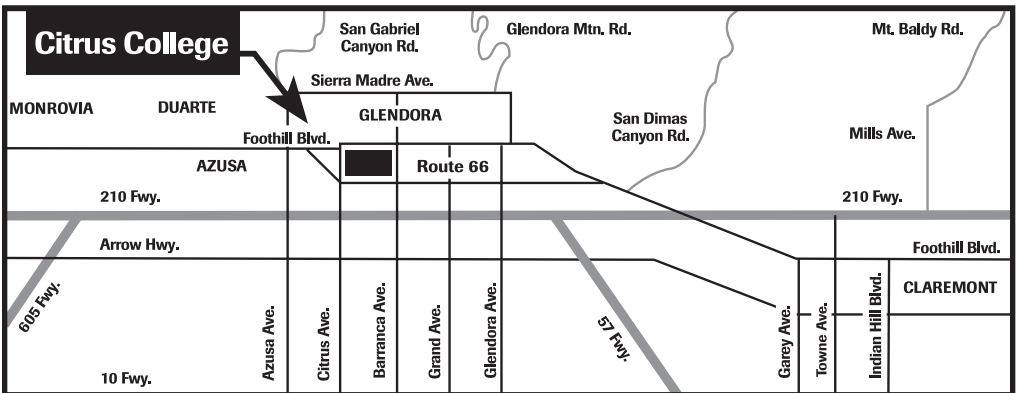 Citrus College
San Gabriel
Canyon Rd.
Glendora Mtn. Rd.
Mt. Baldy Rd.
Sierra Madre Ave.
MONROVIA
DUARTE
GLENDORA
San Dimas
Canyon Rd.
Foothill Blvd.
Mills Ave.
AZUSA
Route 66
210 Fwy.
210 Fwy.
Arrow Hwy.
Foothill Blvd.
CLAREMONT
605 Fwy.
Azusa Ave.
Citrus Ave.
Barranca Ave.
Grand Ave.
Glendora Ave.
57 Fwy.
Garey Ave.
Towne Ave.
Indian Hill Blvd.
10 Fwy.